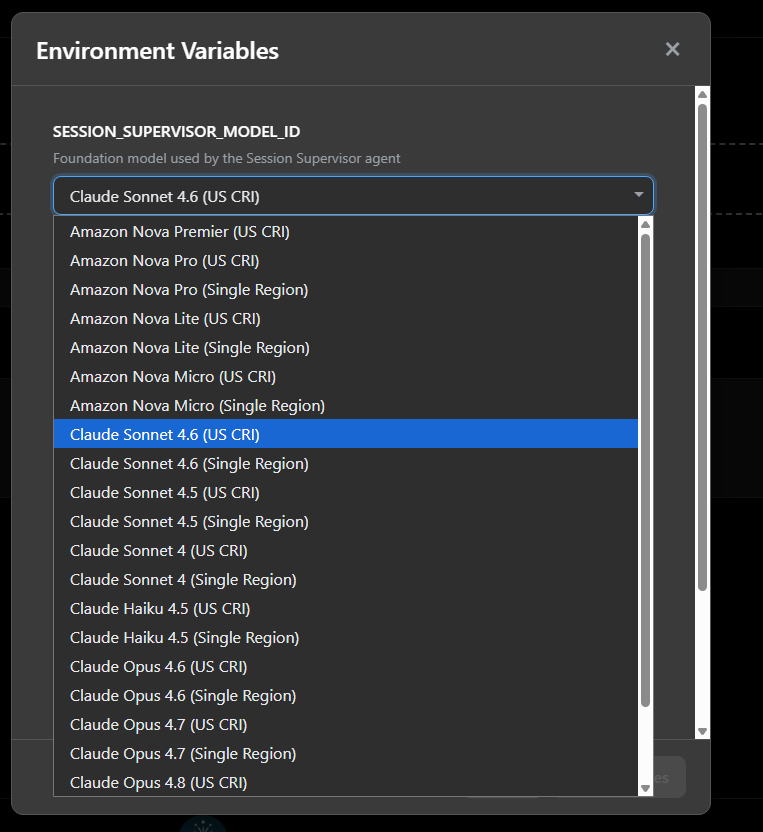 Environment Variables
SESSION_SUPERVISOR_MODEL_ID
Foundation model used by the Session Supervisor agent
Claude Sonnet 4.6 (US CRI)
Amazon Nova Premier (US CRI)
Amazon Nova Pro (US CRI)
Amazon Nova Pro (Single Region)
Amazon Nova Lite (US CRI)
Amazon Nova Lite (Single Region)
Amazon Nova Micro (US CRI)
Amazon Nova Micro (Single Region)
Claude Sonnet 4.6 (US CRI)
Claude Sonnet 4.6 (Single Region)
Claude Sonnet 4.5 (US CRI)
Claude Sonnet 4.5 (Single Region)
Claude Sonnet 4 (US CRI)
Claude Sonnet 4 (Single Region)
Claude Haiku 4.5 (US CRI)
Claude Haiku 4.5 (Single Region)
Claude Opus 4.6 (US CRI)
Claude Opus 4.6 (Single Region)
Claude Opus 4.7 (US CRI)
Claude Opus 4.7 (Single Region)
Claude Opus 4.8 (US CRI)